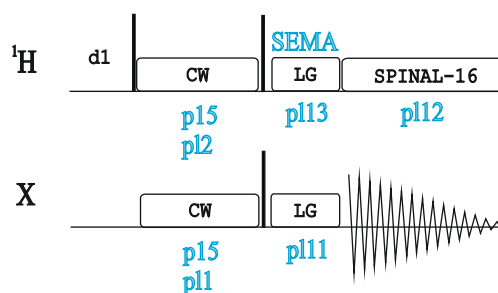 SEMA
¹H d1 CW LG SPINAL-16
p15 pl13 pl12
pl2
X CW LG
p15 pl11
pl1